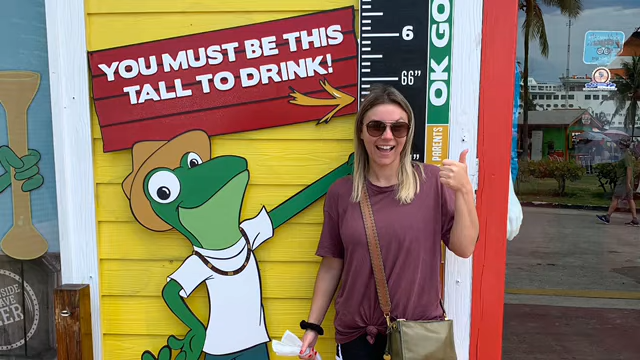 YOU MUST BE THIS
TALL TO DRINK!
6
66"
OK GO
PARENTS